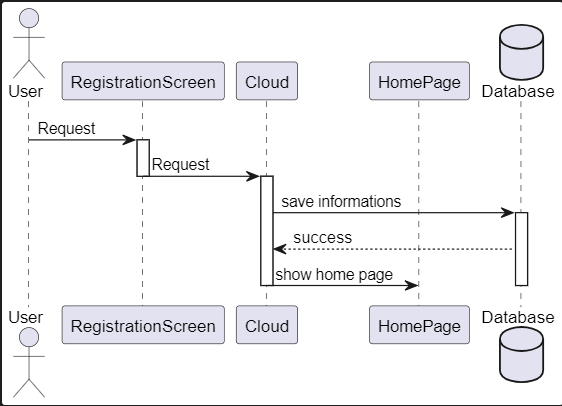 User
RegistrationScreen
Cloud
HomePage
Database
Request
Request
save informations
success
show home page
User
RegistrationScreen
Cloud
HomePage
Database